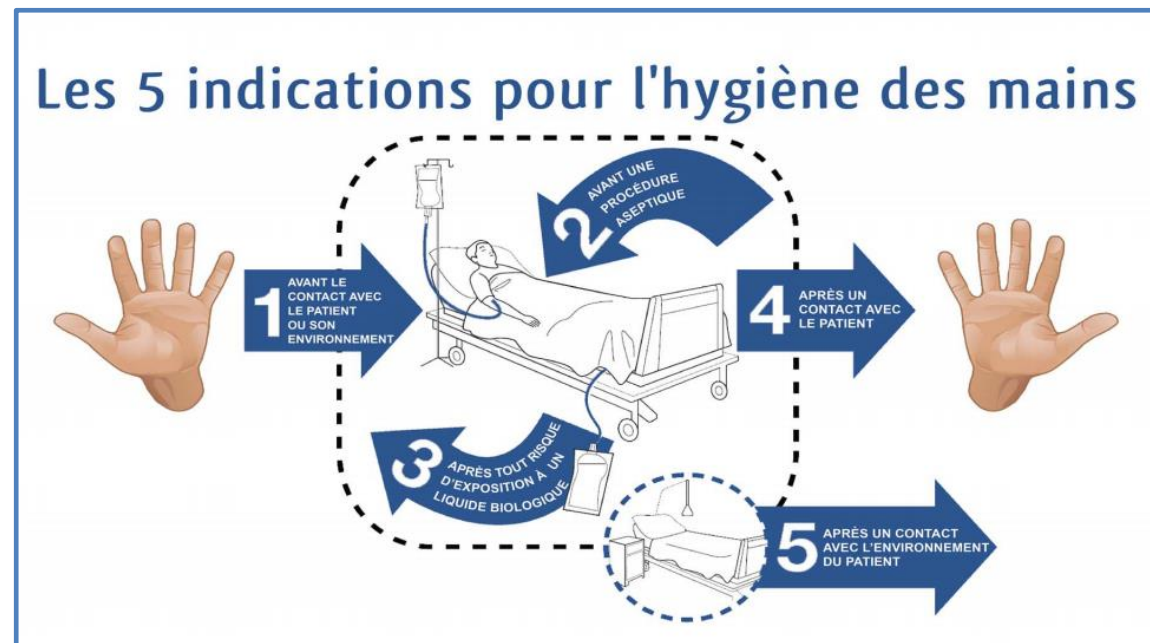 Les 5 indications pour l'hygiène des mains
1
AVANT LE
CONTACT AVEC
LE PATIENT
OU SON
ENVIRONNEMENT
2
AVANT UNE
PROCÉDURE
ASEPTIQUE
3
APRÈS TOUT RISQUE
D'EXPOSITION À UN
LIQUIDE BIOLOGIQUE
4
APRÈS UN
CONTACT AVEC
LE PATIENT
5
APRÈS UN CONTACT
AVEC L'ENVIRONNEMENT
DU PATIENT